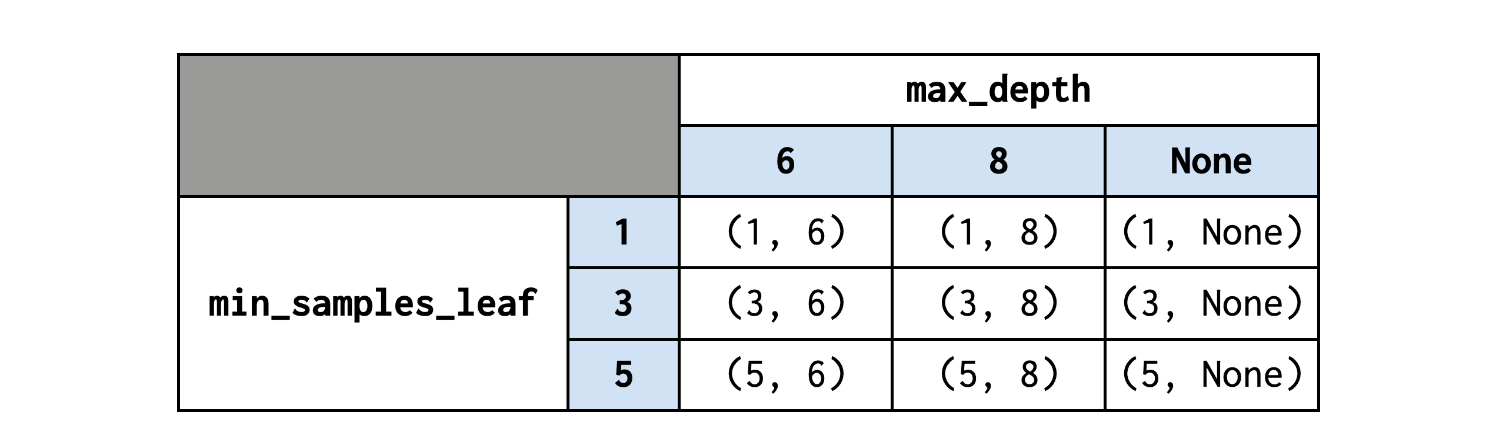 max_depth
6 8 None
1 (1, 6) (1, 8) (1, None)
min_samples_leaf 3 (3, 6) (3, 8) (3, None)
5 (5, 6) (5, 8) (5, None)